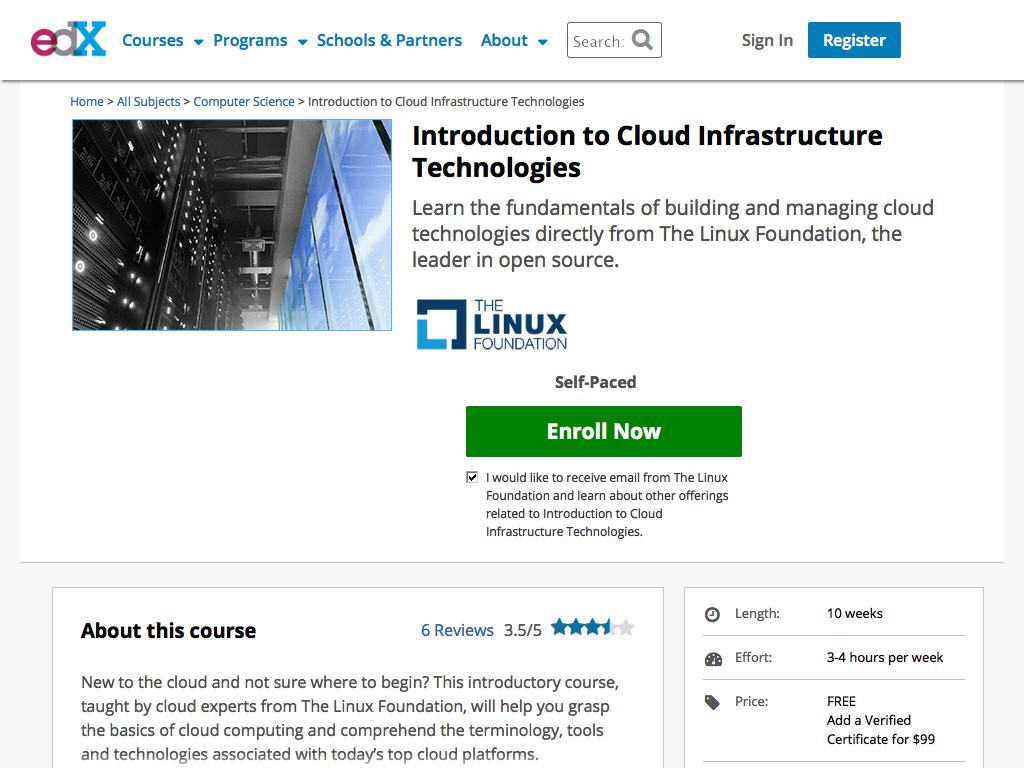 edX
Courses
Programs
Schools & Partners
About
Search:
Sign In
Register
Home > All Subjects > Computer Science > Introduction to Cloud Infrastructure Technologies
Introduction to Cloud Infrastructure
Technologies
Learn the fundamentals of building and managing cloud
technologies directly from The Linux Foundation, the
leader in open source.
THE
LINUX
FOUNDATION
Self-Paced
Enroll Now
I would like to receive email from The Linux
Foundation and learn about other offerings
related to Introduction to Cloud
Infrastructure Technologies.
About this course
6 Reviews 3.5/5
New to the cloud and not sure where to begin? This introductory course,
taught by cloud experts from The Linux Foundation, will help you grasp
the basics of cloud computing and comprehend the terminology, tools
and technologies associated with today’s top cloud platforms.
Length: 10 weeks
Effort: 3-4 hours per week
Price: FREE
Add a Verified
Certificate for $99